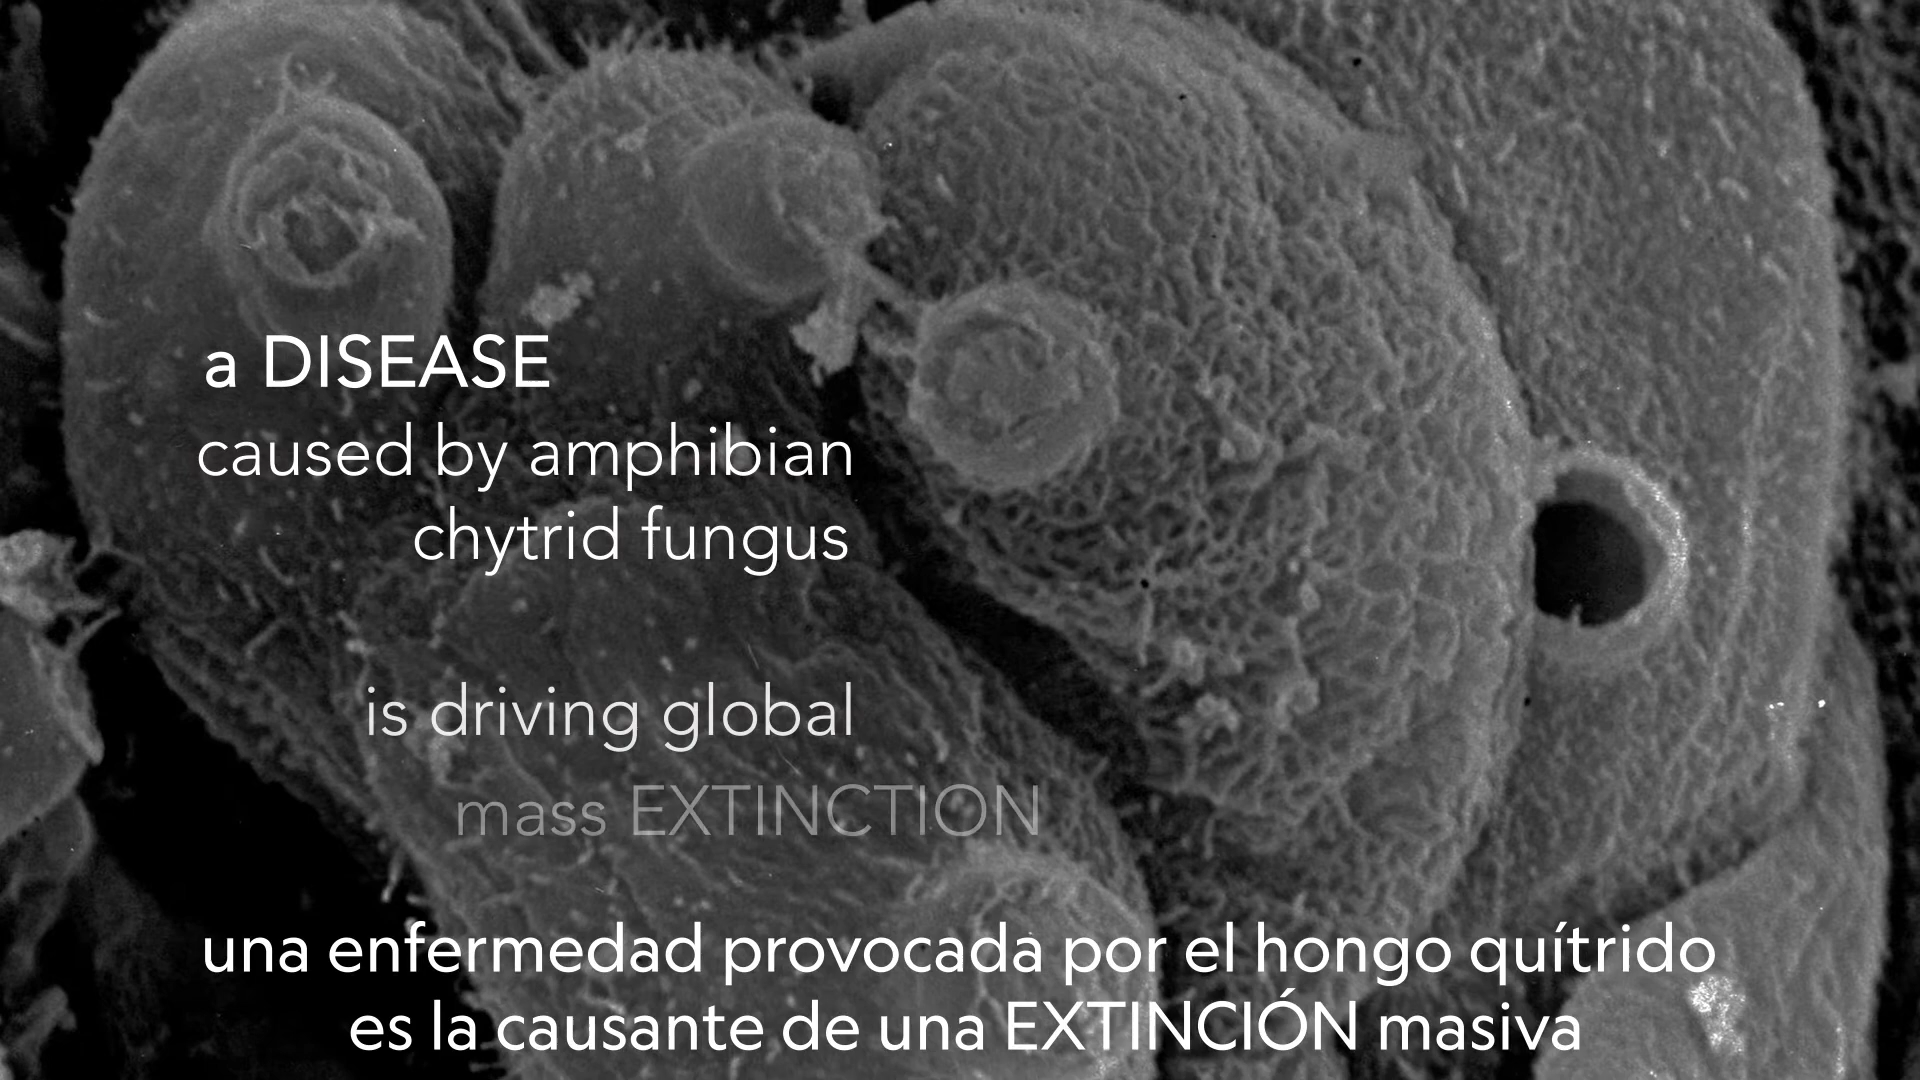 a DISEASE
caused by amphibian
chytrid fungus
is driving global
mass EXTINCTION
una enfermedad provocada por el hongo quítrido
es la causante de una EXTINCIÓN masiva